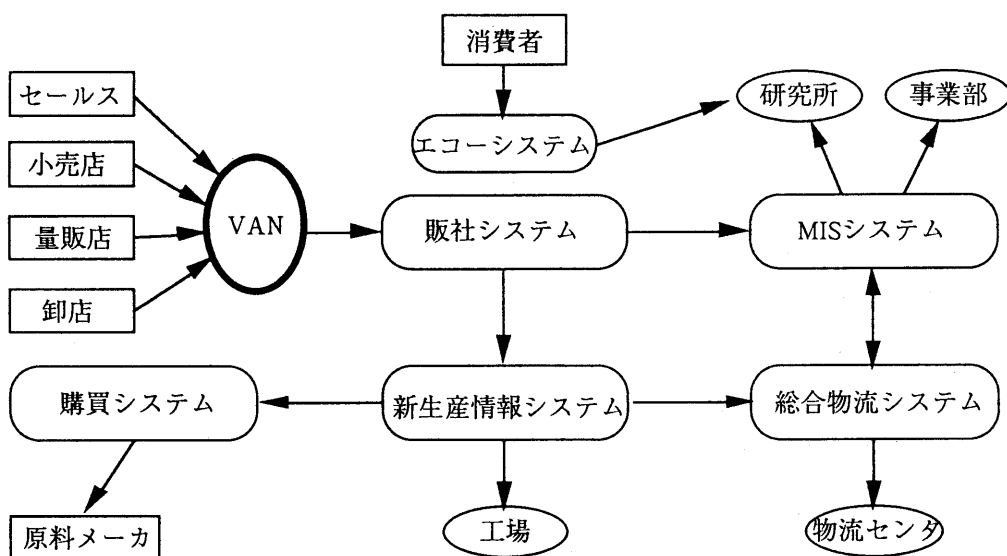 消費者
セールス
研究所
事業部
エコーシステム
小売店
VAN
販社システム
MISシステム
量販店
卸店
購買システム
新生産情報システム
総合物流システム
原料メーカ
工場
物流センタ